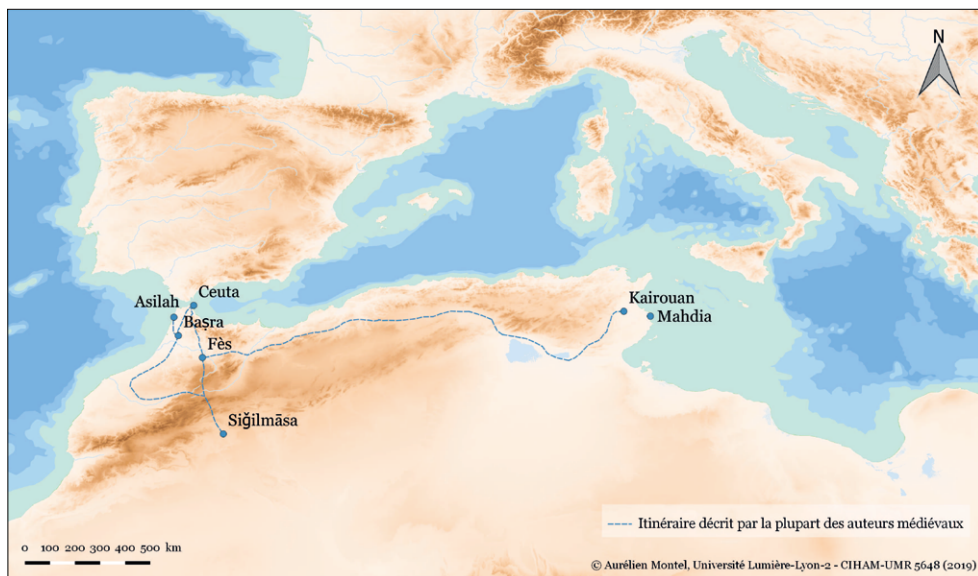 N
Ceuta
Asilah
Baṣra
Fès
Kairouan
Mahdia
Siǧilmāsa
Itinéraire décrit par la plupart des auteurs médiévaux
0 100 200 300 400 500 km
© Aurélien Montel, Université Lumière-Lyon-2 - CIHAM-UMR 5648 (2019)